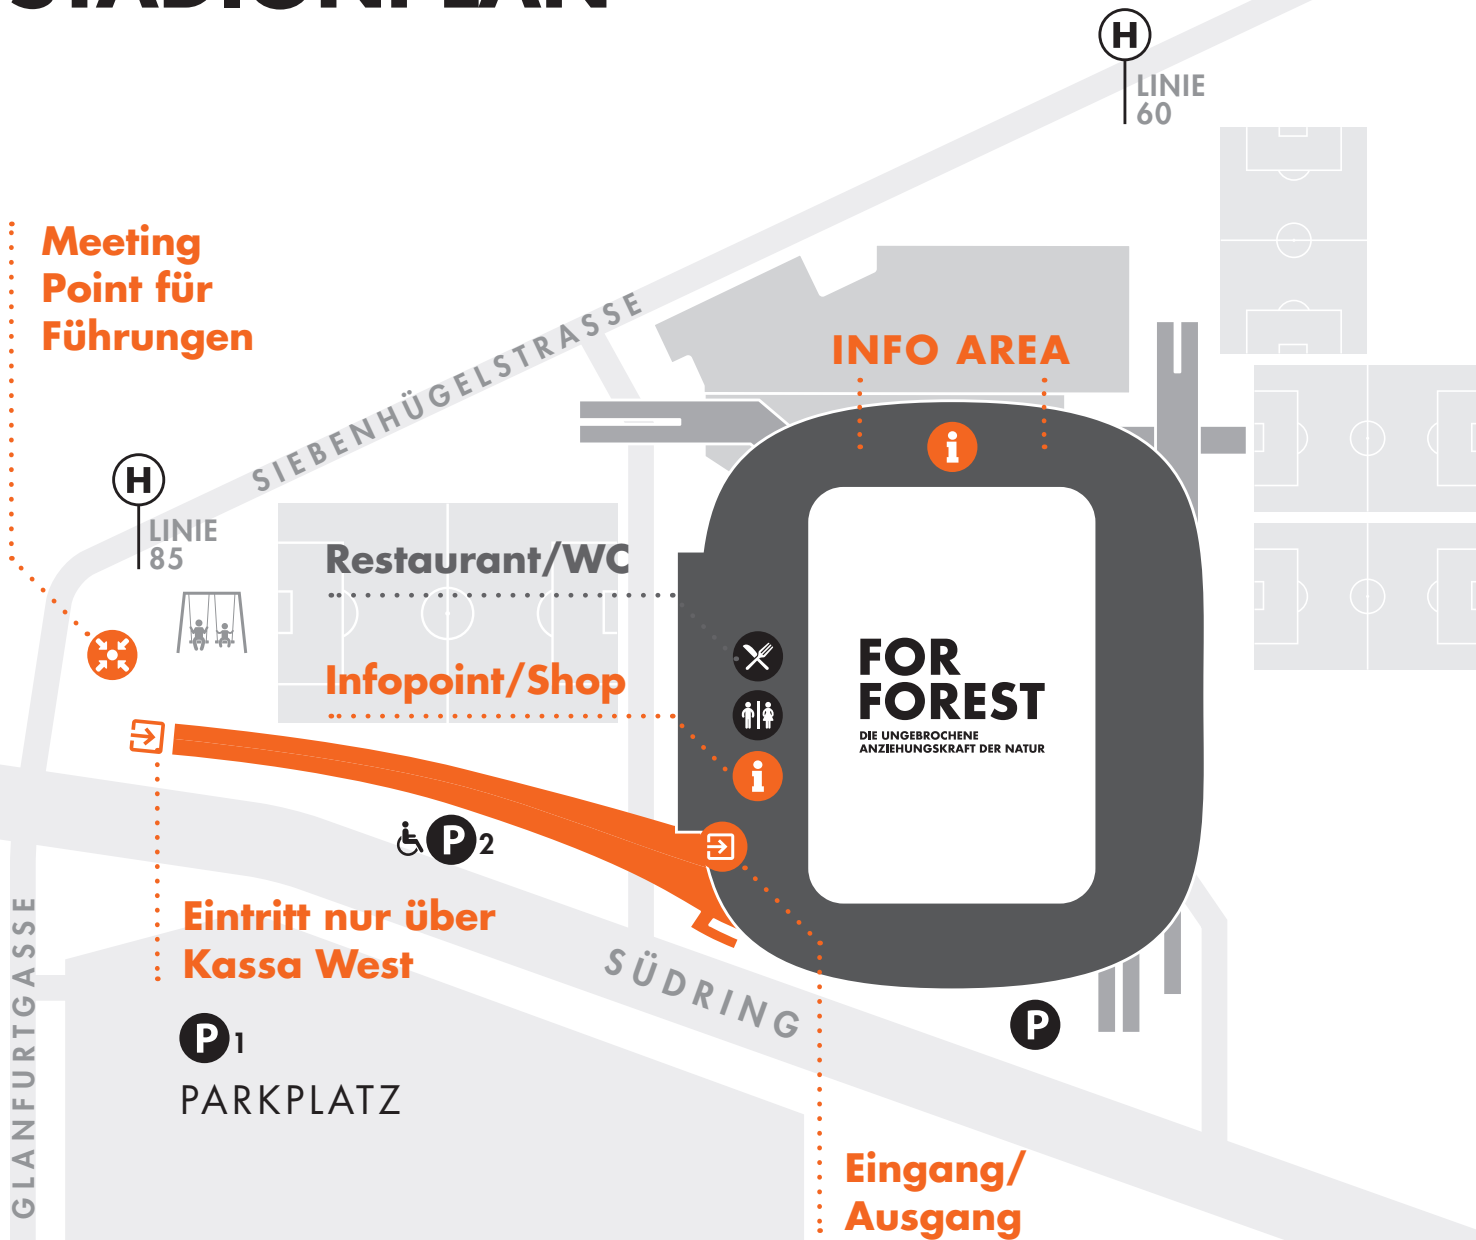 STADIONPLAN
H
LINIE
60
Meeting
Point für
Führungen
SIEBENHÜGELSTRASSE
INFO AREA
i
H
LINIE
85
Restaurant/WC
Infopoint/Shop
i
FOR
FOREST
DIE UNGEBROCHENE
ANZIEHUNGSKRAFT DER NATUR
P2
Eintritt nur über
Kassa West
SÜDRING
GLANFURTGASSE
P1
PARKPLATZ
P
Eingang/
Ausgang